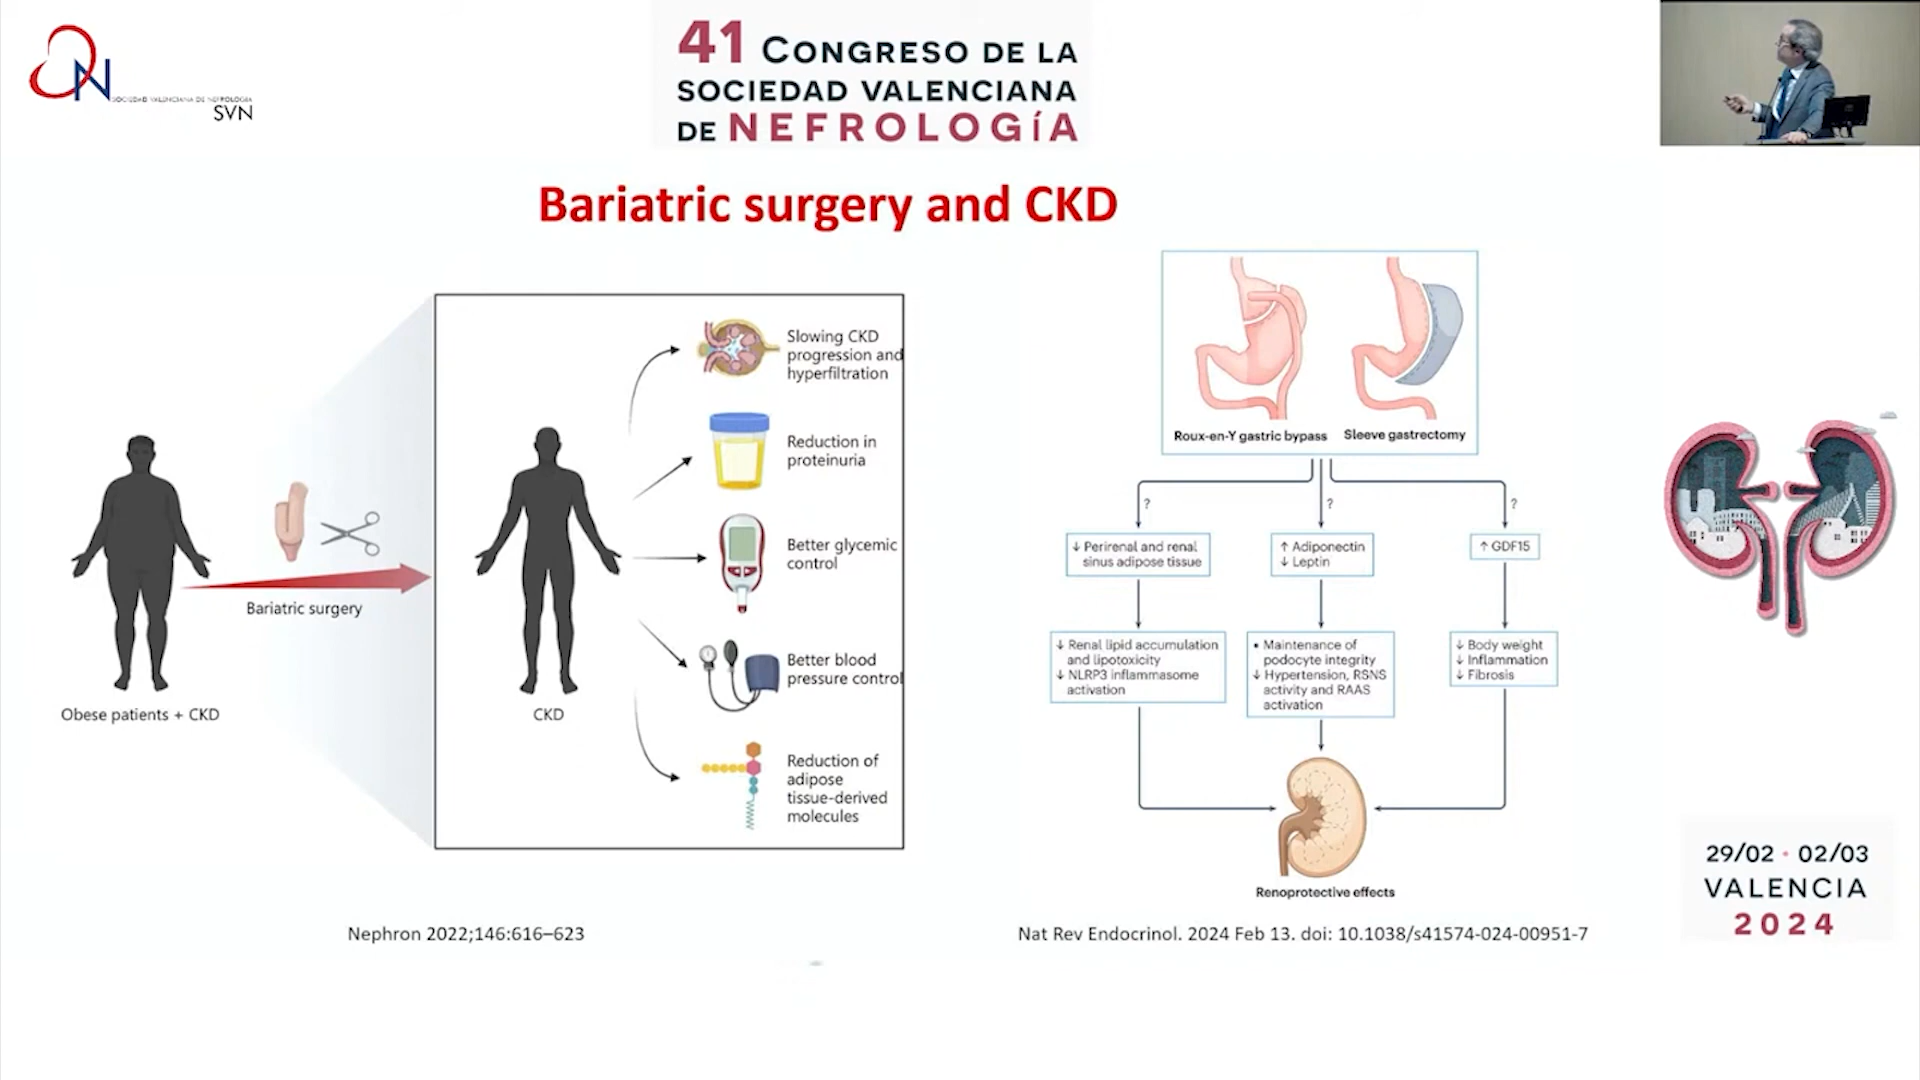 SOCIEDAD VALENCIANA DE NEFROLOGÍA
SVN
41 CONGRESO DE LA
SOCIEDAD VALENCIANA
DE NEFROLOGíA
Bariatric surgery and CKD
Obese patients + CKD
Bariatric surgery
CKD
Slowing CKD
progression and
hyperfiltration
Reduction in
proteinuria
Better glycemic
control
Better blood
pressure control
Reduction of
adipose
tissue-derived
molecules
Nephron 2022;146:616–623
Roux-en-Y gastric bypass
Sleeve gastrectomy
?
?
?
↓ Perirenal and renal
sinus adipose tissue
↑ Adiponectin
↓ Leptin
↑ GDF15
↓ Renal lipid accumulation
and lipotoxicity
↓ NLRP3 inflammasome
activation
• Maintenance of
podocyte integrity
↓ Hypertension, RSNS
activity and RAAS
activation
↓ Body weight
↓ Inflammation
↓ Fibrosis
Renoprotective effects
Nat Rev Endocrinol. 2024 Feb 13. doi: 10.1038/s41574-024-00951-7
29/02 • 02/03
VALENCIA
2024